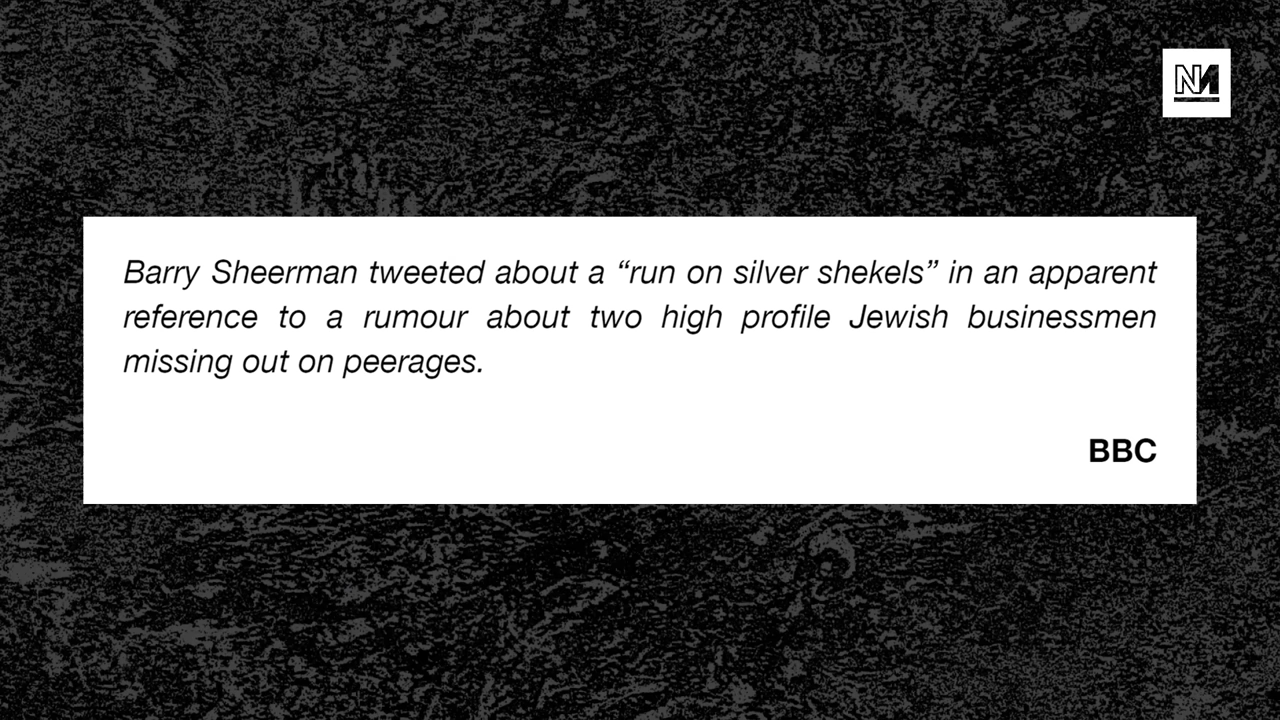 NM
Barry Sheerman tweeted about a “run on silver shekels” in an apparent
reference to a rumour about two high profile Jewish businessmen
missing out on peerages.
BBC